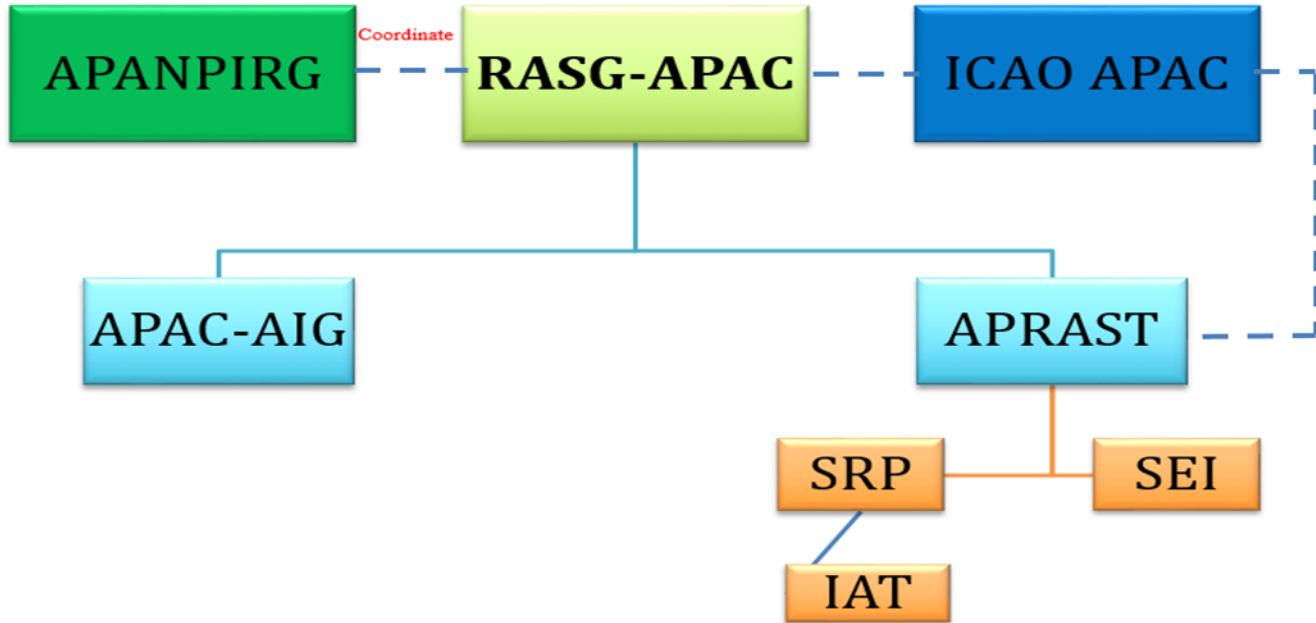 APANPIRG
Coordinate
RASG-APAC
ICAO APAC
APAC-AIG
APRAST
SRP
SEI
IAT